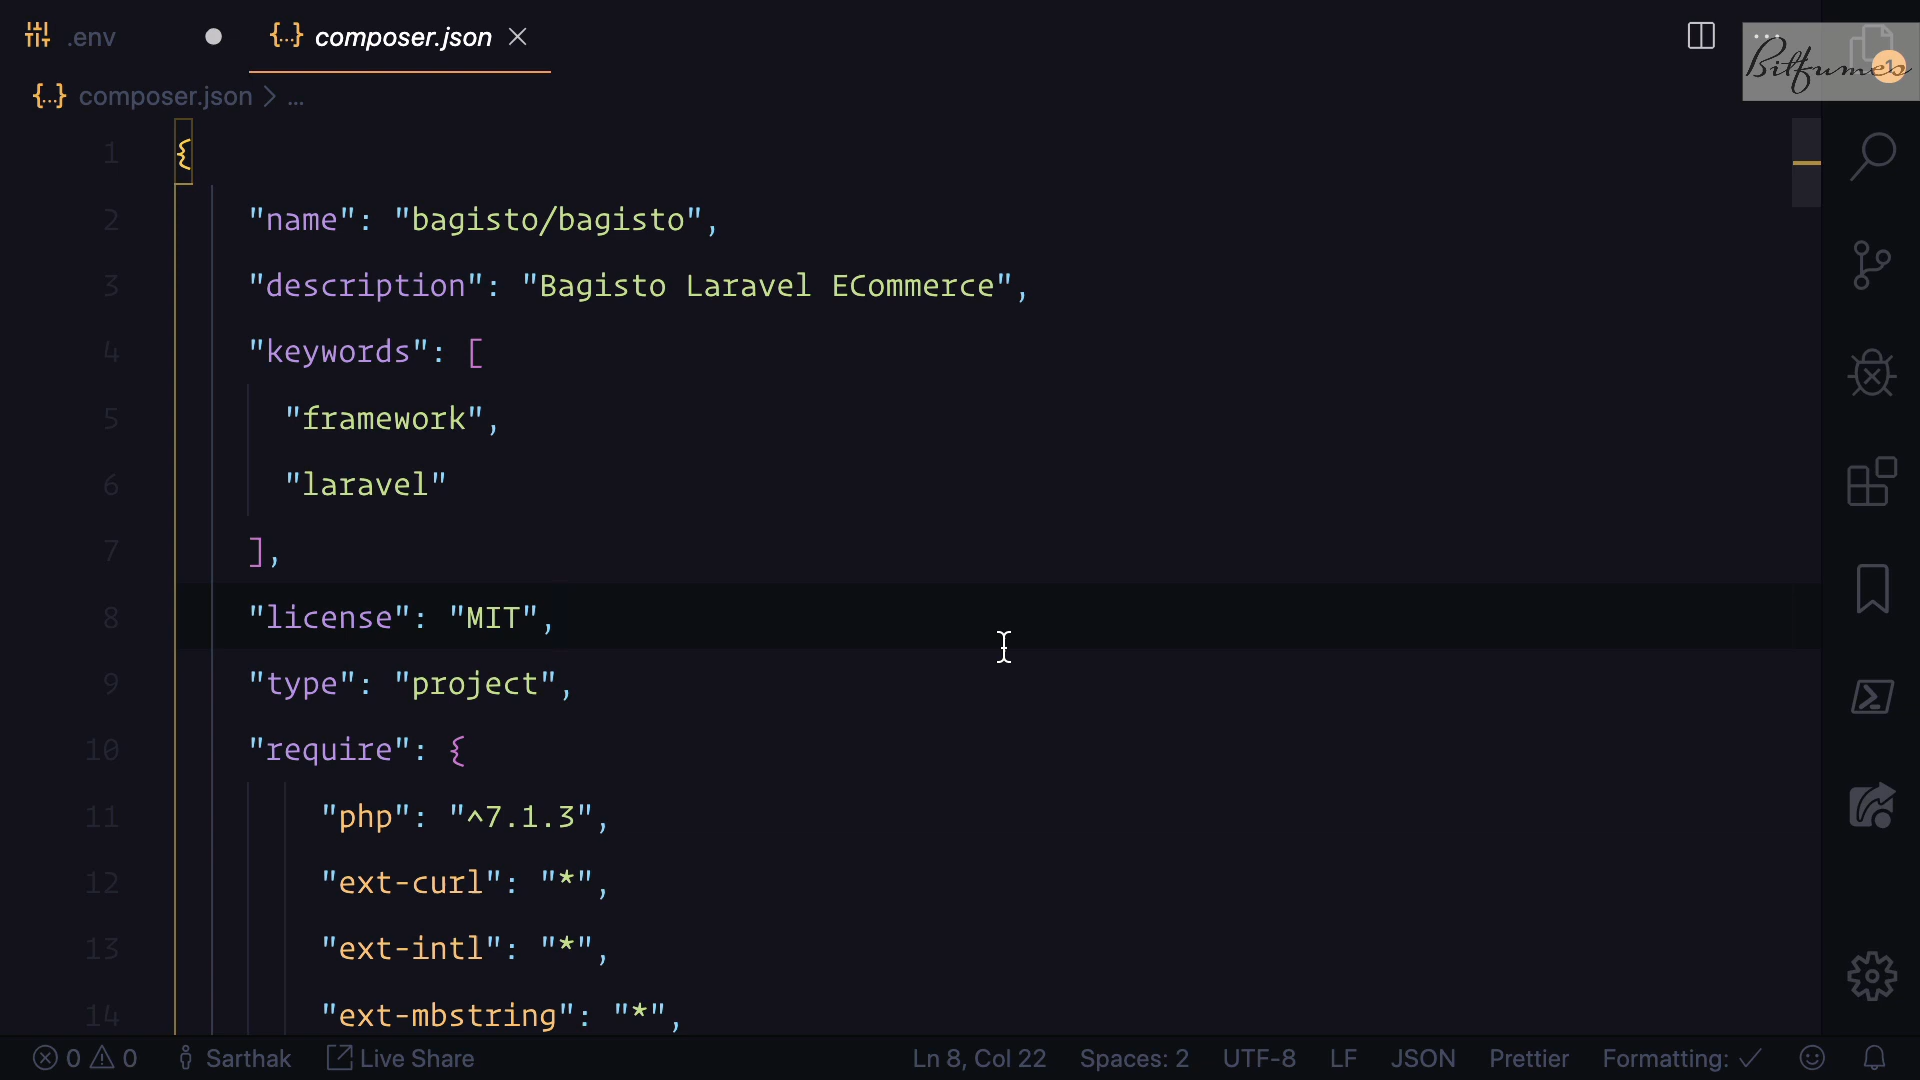 .env
{..} composer.json
{..} composer.json > ...
Bitfumes
1
1 {
2 "name": "bagisto/bagisto",
3 "description": "Bagisto Laravel ECommerce",
4 "keywords": [
5 "framework",
6 "laravel"
7 ],
8 "license": "MIT",
9 "type": "project",
10 "require": {
11 "php": "^7.1.3",
12 "ext-curl": "*",
13 "ext-intl": "*",
14 "ext-mbstring": "*",
0 0 Sarthak Live Share Ln 8, Col 22 Spaces: 2 UTF-8 LF JSON Prettier Formatting: ✓